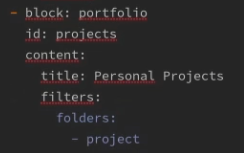 - block: portfolio
  id: projects
  content:
    title: Personal Projects
    filters:
      folders:
        - project